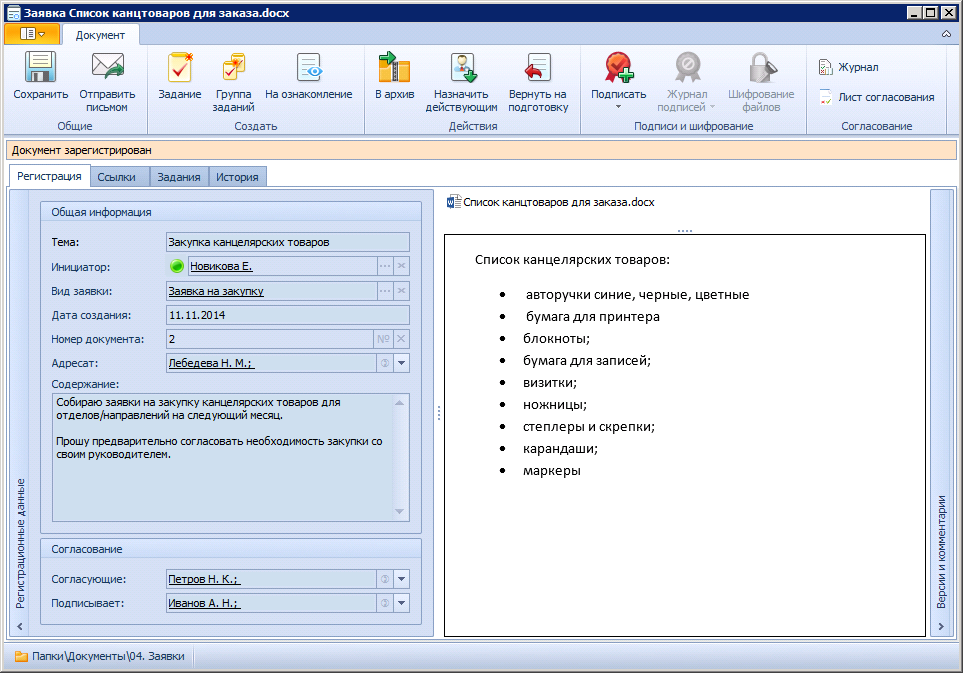 Заявка Список канцтоваров для заказа.docx
Документ
Сохранить
Отправить
письмом
Задание
Группа
заданий
На ознакомление
В архив
Назначить
действующим
Вернуть на
подготовку
Подписать
Журнал
подписей
Шифрование
файлов
Журнал
Лист согласования
Общие
Создать
Действия
Подписи и шифрование
Согласование
Документ зарегистрирован
Регистрация
Ссылки
Задания
История
Регистрационные данные
Общая информация
Тема:
Закупка канцелярских товаров
Инициатор:
Новикова Е.
Вид заявки:
Заявка на закупку
Дата создания:
11.11.2014
Номер документа:
2
№
Адресат:
Лебедева Н. М.;
Содержание:
Собираю заявки на закупку канцелярских товаров для
отделов/направлений на следующий месяц.
Прошу предварительно согласовать необходимость закупки со
своим руководителем.
Согласование
Согласующие:
Петров Н. К.;
Подписывает:
Иванов А. Н.;
Список канцтоваров для заказа.docx
Список канцелярских товаров:
• авторучки синие, черные, цветные
• бумага для принтера
• блокноты;
• бумага для записей;
• визитки;
• ножницы;
• степлеры и скрепки;
• карандаши;
• маркеры
Версии и комментарии
Папки\Документы\04. Заявки